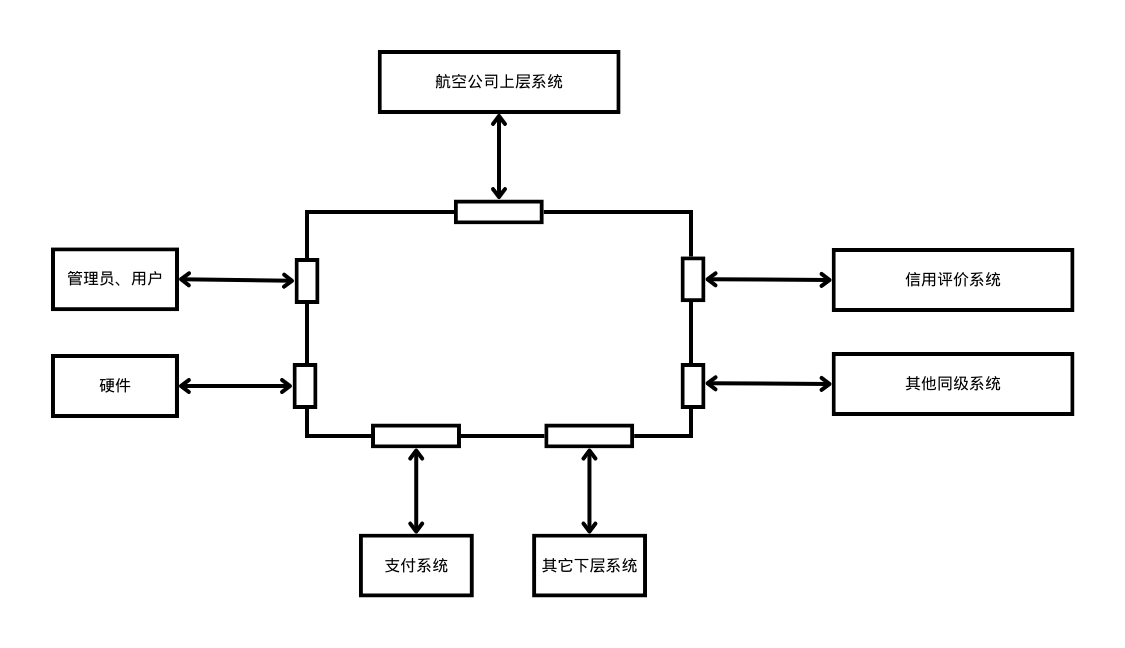 航空公司上层系统
管理员、用户
信用评价系统
硬件
其他同级系统
支付系统
其它下层系统